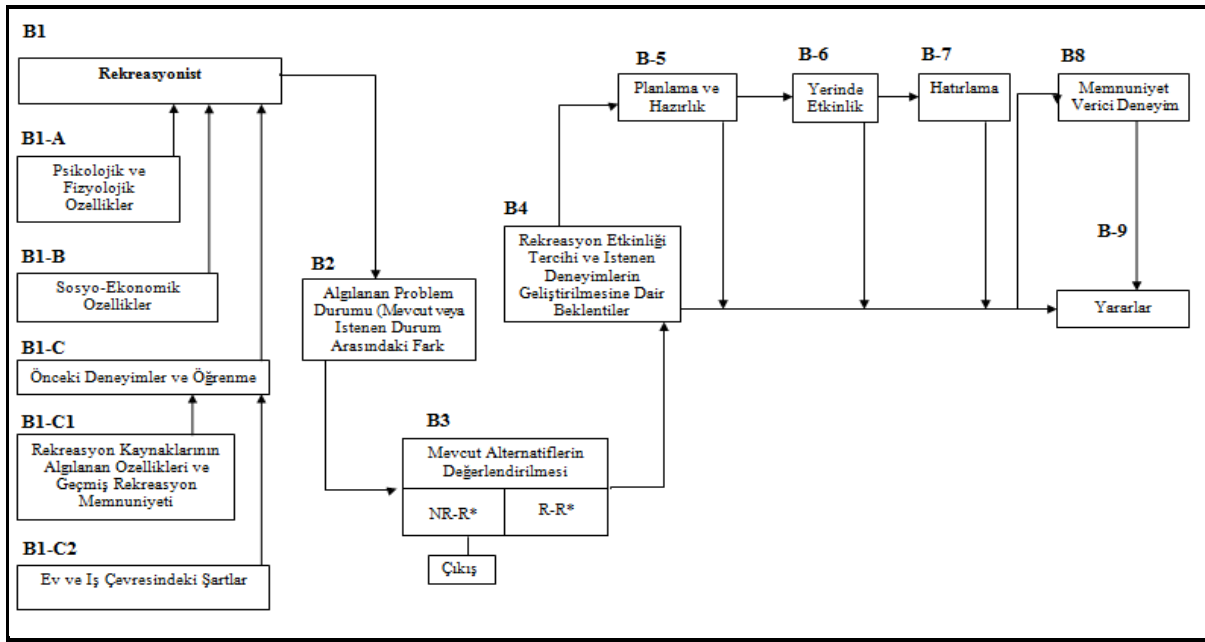 B1
Rekreasyonist
B1-A
Psikolojik ve
Fizyolojik
Ozellikler
B1-B
Sosyo-Ekonomik
Ozellikler
B1-C
Önceki Deneyimler ve Öğrenme
B1-C1
Rekreasyon Kaynaklarının
Algılanan Ozellikleri ve
Geçmiş Rekreasyon
Memnuniyeti
B1-C2
Ev ve Iş Çevresindeki Şartlar
B2
Algılanan Problem
Durumu (Mevcut veya
Istenen Durum
Arasındaki Fark
B3
Mevcut Alternatiflerin
Değerlendirilmesi
NR-R*
R-R*
Çıkış
B4
Rekreasyon Etkinliği
Tercihi ve Istenen
Deneyimlerin
Geliştirilmesine Dair
Beklentiler
B-5
Planlama ve
Hazırlık
B-6
Yerinde
Etkinlik
B-7
Hatırlama
B8
Memnuniyet
Verici Deneyim
B-9
Yararlar